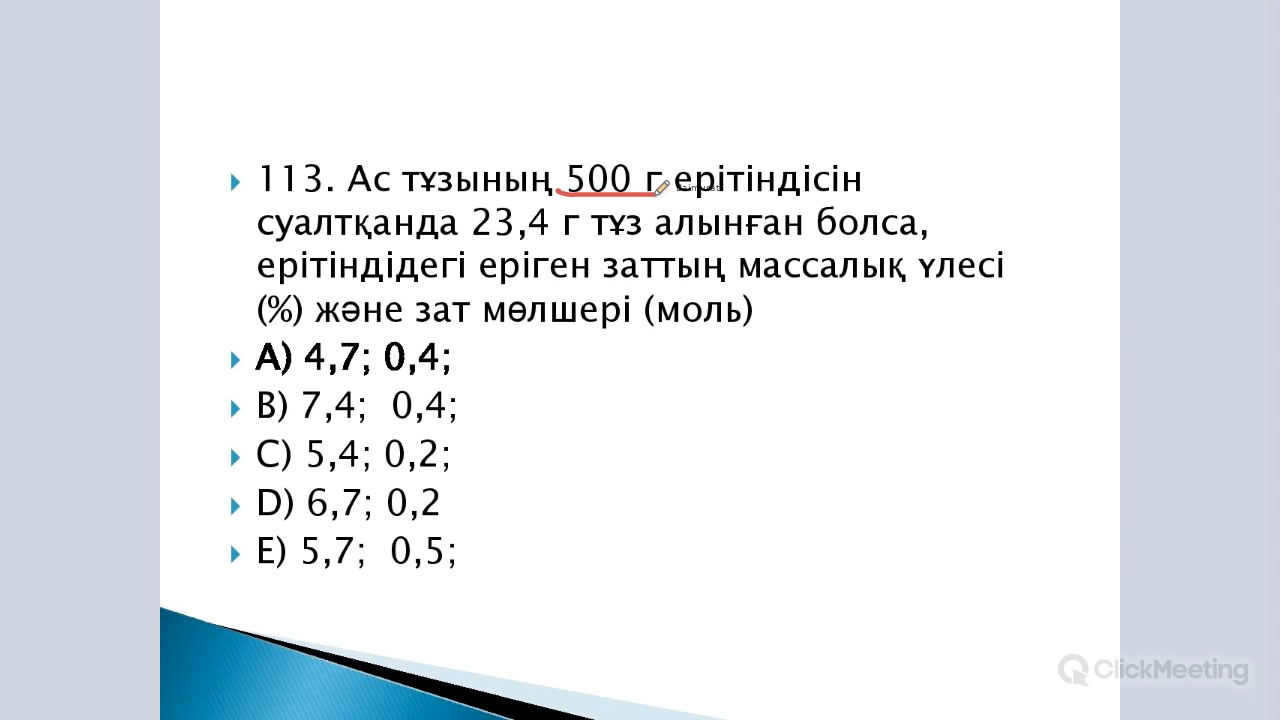 113. Ас тұзының 500 г ерітіндісін
суалтқанда 23,4 г тұз алынған болса,
ерітіндідегі еріген заттың массалық үлесі
(%) және зат мөлшері (моль)
A) 4,7; 0,4;
B) 7,4; 0,4;
C) 5,4; 0,2;
D) 6,7; 0,2
E) 5,7; 0,5;
ClickMeeting